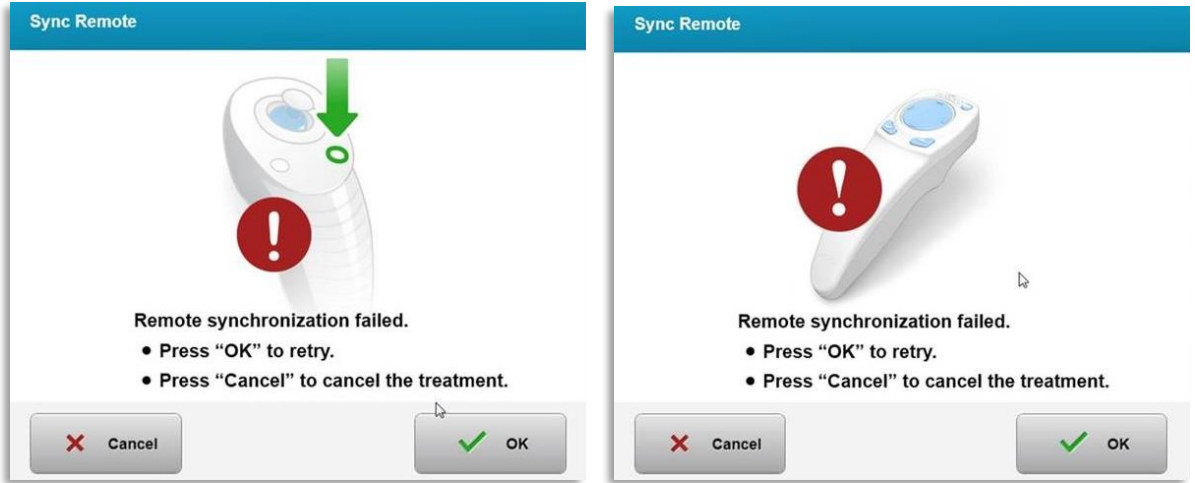 Sync Remote
Remote synchronization failed.
• Press “OK” to retry.
• Press “Cancel” to cancel the treatment.
Cancel
OK
Sync Remote
Remote synchronization failed.
• Press “OK” to retry.
• Press “Cancel” to cancel the treatment.
Cancel
OK